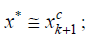 x* ≅ x^c_{k+1} ;